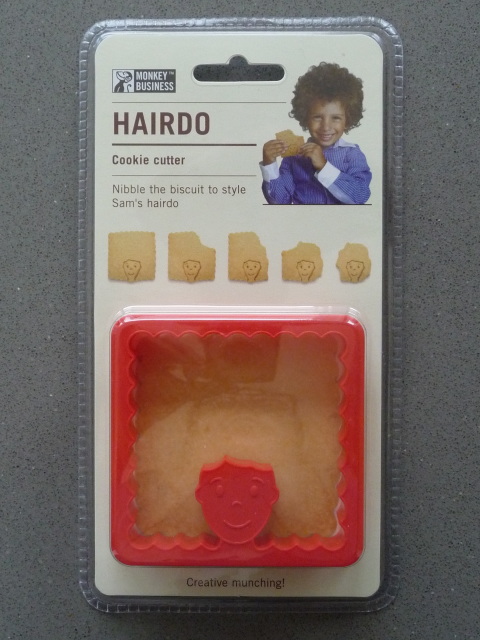 MONKEY™
BUSINESS
HAIRDO
Cookie cutter
Nibble the biscuit to style
Sam's hairdo
Creative munching!